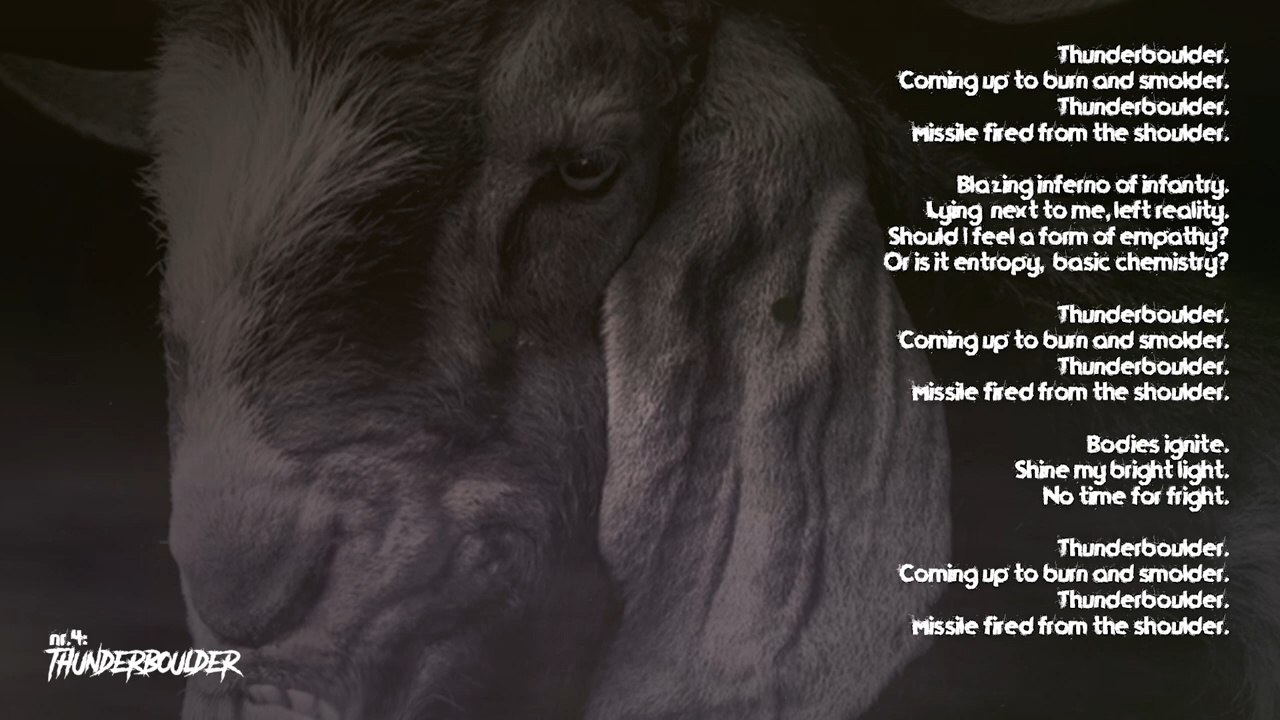 Thunderboulder.
Coming up to burn and smolder.
Thunderboulder.
Missile fired from the shoulder.
Blazing inferno of infantry.
Lying next to me, left reality.
Should I feel a form of empathy?
Or is it entropy, basic chemistry?
Thunderboulder.
Coming up to burn and smolder.
Thunderboulder.
Missile fired from the shoulder.
Bodies ignite.
Shine my bright light.
No time for fright.
Thunderboulder.
Coming up to burn and smolder.
Thunderboulder.
Missile fired from the shoulder.
nr.4:
THUNDERBOULDER